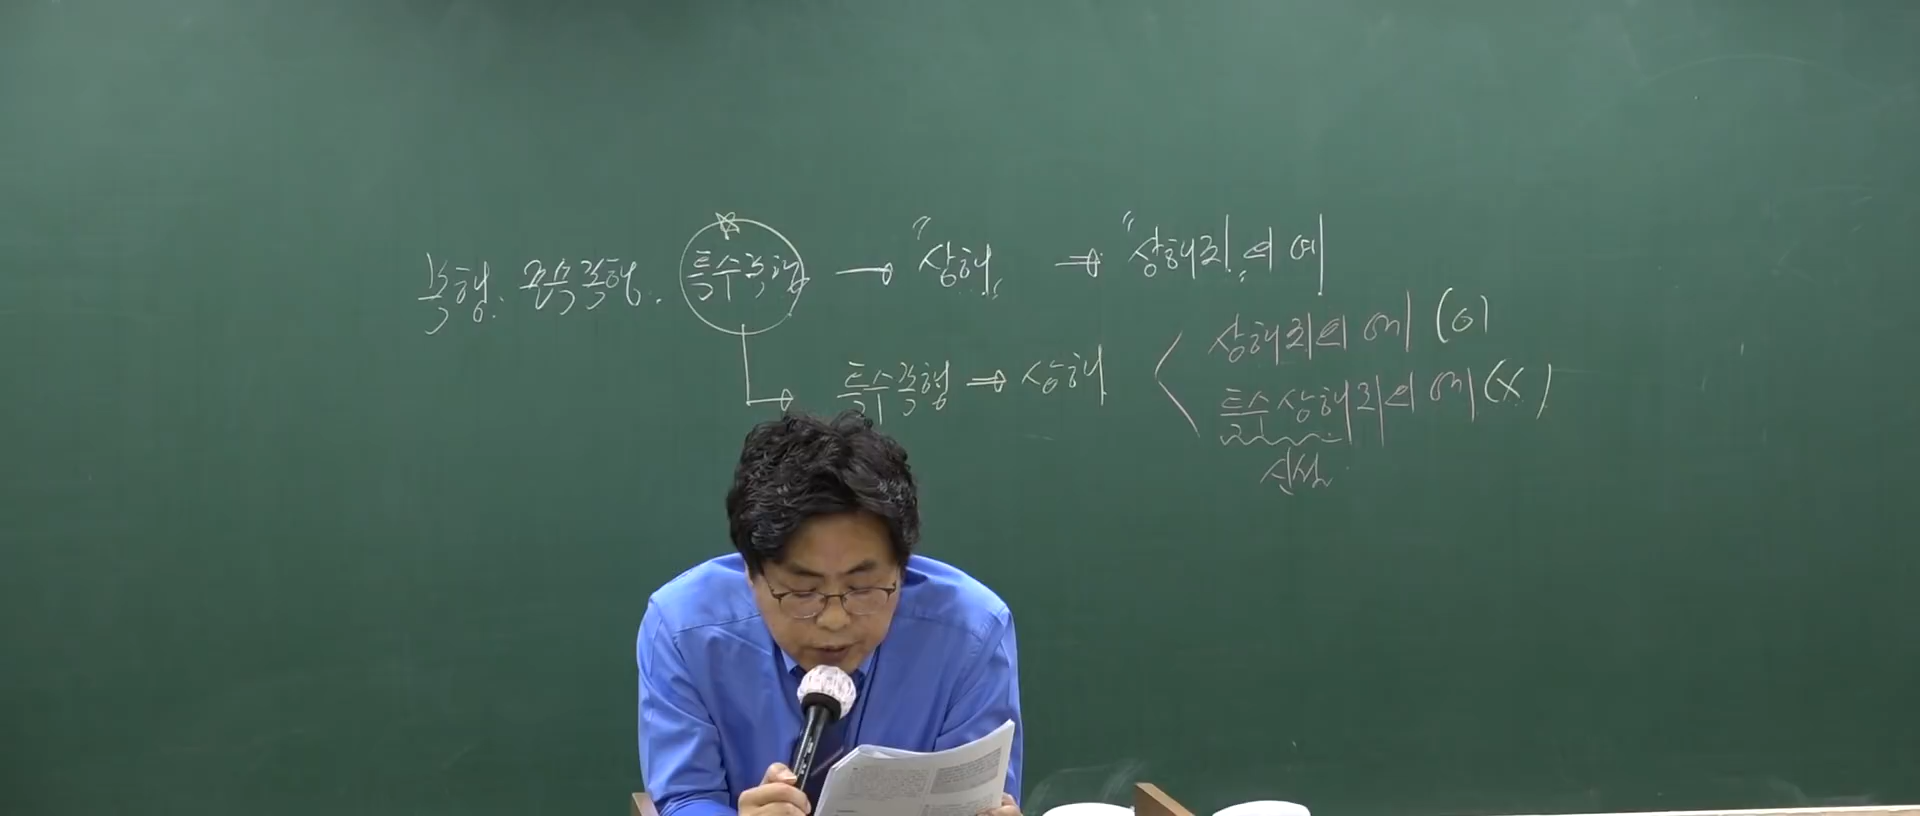 폭행. 존속폭행. 특수폭행 → "상해" ⇒ "상해죄"의 예
특수폭행 ⇒ 상해 < 상해죄의 예 (O)
특수상해죄의 예 (X)
신설